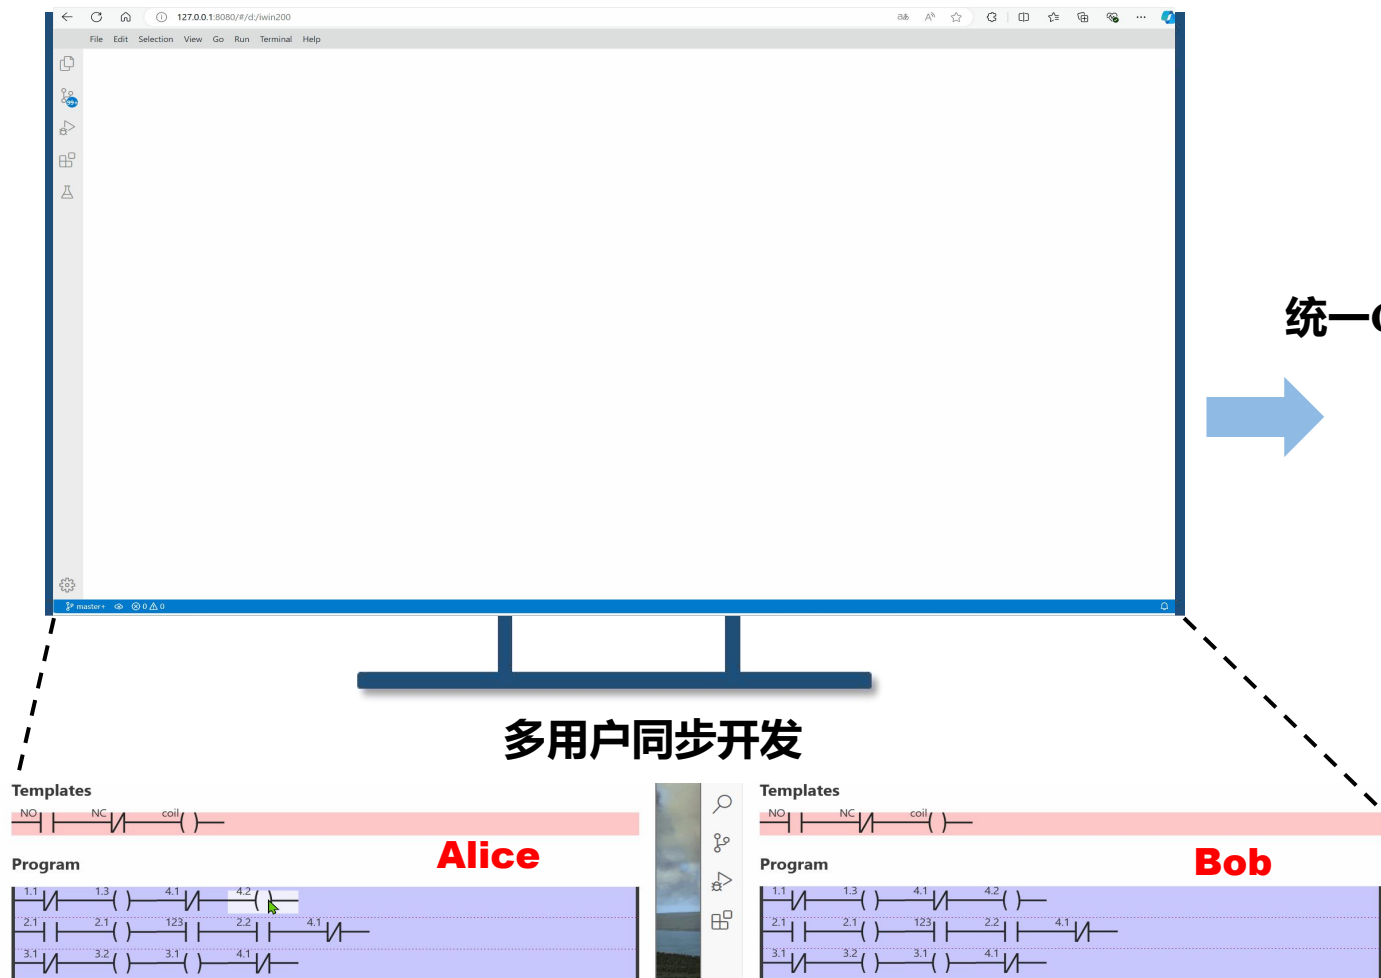 127.0.0.1:8080/#/d:/iwin200
File Edit Selection View Go Run Terminal Help
99+
master+ 0 0
统一
多用户同步开发
Templates
NO NC coil
Alice
Program
1.1 1.3 4.1 4.2
2.1 2.1 123 2.2 4.1
3.1 3.2 3.1 4.1
Templates
NO NC coil
Bob
Program
1.1 1.3 4.1 4.2
2.1 2.1 123 2.2 4.1
3.1 3.2 3.1 4.1